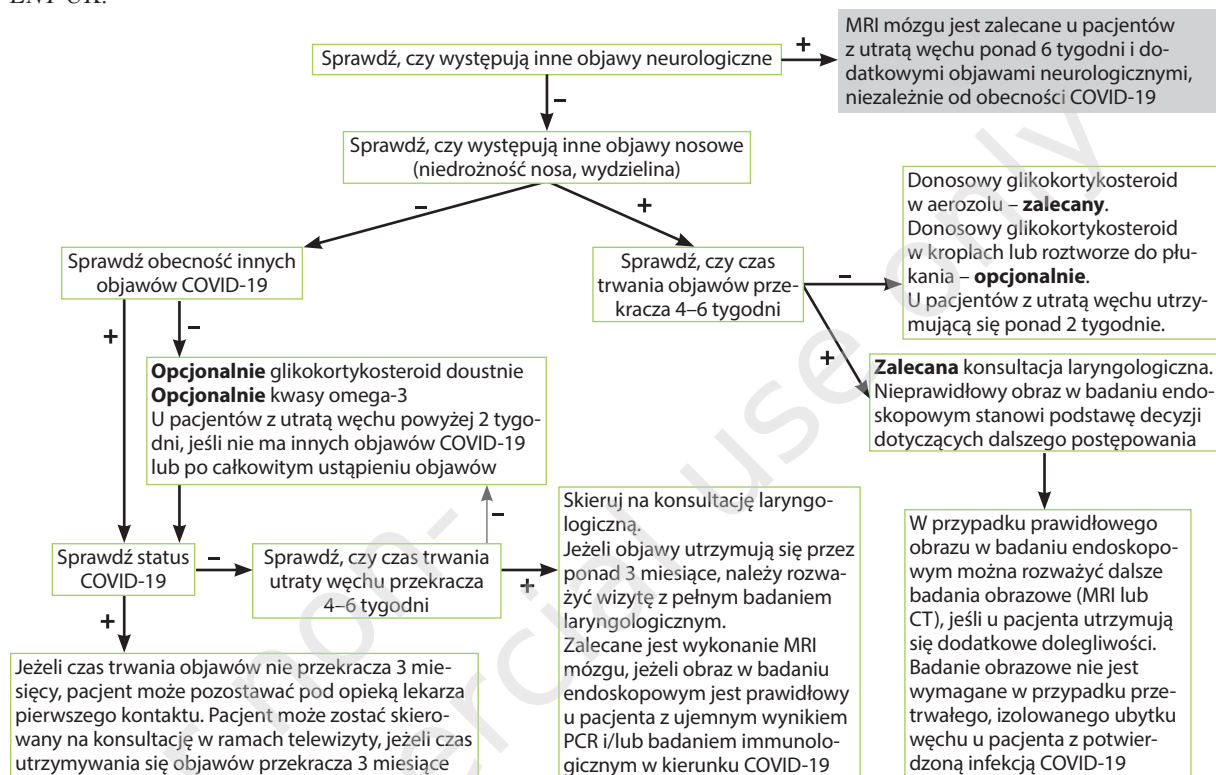 ENT UK.
Sprawdź, czy występują inne objawy neurologiczne
+
MRI mózgu jest zalecane u pacjentów
z utratą węchu ponad 6 tygodni i do-
datkowymi objawami neurologicznymi,
niezależnie od obecności COVID-19
–
Sprawdź, czy występują inne objawy nosowe
(niedrożność nosa, wydzielina)
–
+
Sprawdź obecność innych
objawów COVID-19
Sprawdź, czy czas
trwania objawów prze-
kracza 4–6 tygodni
–
Donosowy glikokortykosteroid
w aerozolu – zalecany.
Donosowy glikokortykosteroid
w kroplach lub roztworze do płu-
kania – opcjonalnie.
U pacjentów z utratą węchu utrzy-
mującą się ponad 2 tygodnie.
+
–
+
Opcjonalnie glikokortykosteroid doustnie
Opcjonalnie kwasy omega-3
U pacjentów z utratą węchu powyżej 2 tygo-
dni, jeśli nie ma innych objawów COVID-19
lub po całkowitym ustąpieniu objawów
Zalecana konsultacja laryngologiczna.
Nieprawidłowy obraz w badaniu endo-
skopowym stanowi podstawę decyzji
dotyczących dalszego postępowania
Sprawdź status
COVID-19
–
Sprawdź, czy czas trwania
utraty węchu przekracza
4–6 tygodni
–
+
Skieruj na konsultację laryngo-
logiczną.
Jeżeli objawy utrzymują się przez
ponad 3 miesiące, należy rozwa-
żyć wizytę z pełnym badaniem
laryngologicznym.
Zalecane jest wykonanie MRI
mózgu, jeżeli obraz w badaniu
endoskopowym jest prawidłowy
u pacjenta z ujemnym wynikiem
PCR i/lub badaniem immunolo-
gicznym w kierunku COVID-19
W przypadku prawidłowego
obrazu w badaniu endoskopo-
wym można rozważyć dalsze
badania obrazowe (MRI lub
CT), jeśli u pacjenta utrzymują
się dodatkowe dolegliwości.
Badanie obrazowe nie jest
wymagane w przypadku prze-
trwałego, izolowanego ubytku
węchu u pacjenta z potwier-
dzoną infekcją COVID-19
+
Jeżeli czas trwania objawów nie przekracza 3 mie-
sięcy, pacjent może pozostawać pod opieką lekarza
pierwszego kontaktu. Pacjent może zostać skiero-
wany na konsultację w ramach telewizyty, jeżeli czas
utrzymywania się objawów przekracza 3 miesiące